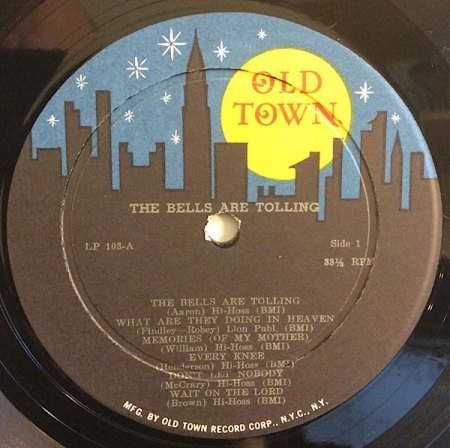 OLD
TOWN
THE BELLS ARE TOLLING
LP 103-A
Side 1
33⅓ RPM
THE BELLS ARE TOLLING
(Aaron) Hi-Hoss (BMI)
WHAT ARE THEY DOING IN HEAVEN
(Findley—Robey) Lion Publ. (BMI)
MEMORIES (OF MY MOTHER)
(William) Hi-Hoss (BMI)
EVERY KNEE
(Henderson) Hi-Hoss (BMI)
DON'T LET NOBODY
(McCrary) Hi-Hoss (BMI)
WAIT ON THE LORD
(Brown) Hi-Hoss (BMI)
MFG. BY OLD TOWN RECORD CORP., N.Y.C., N.Y.